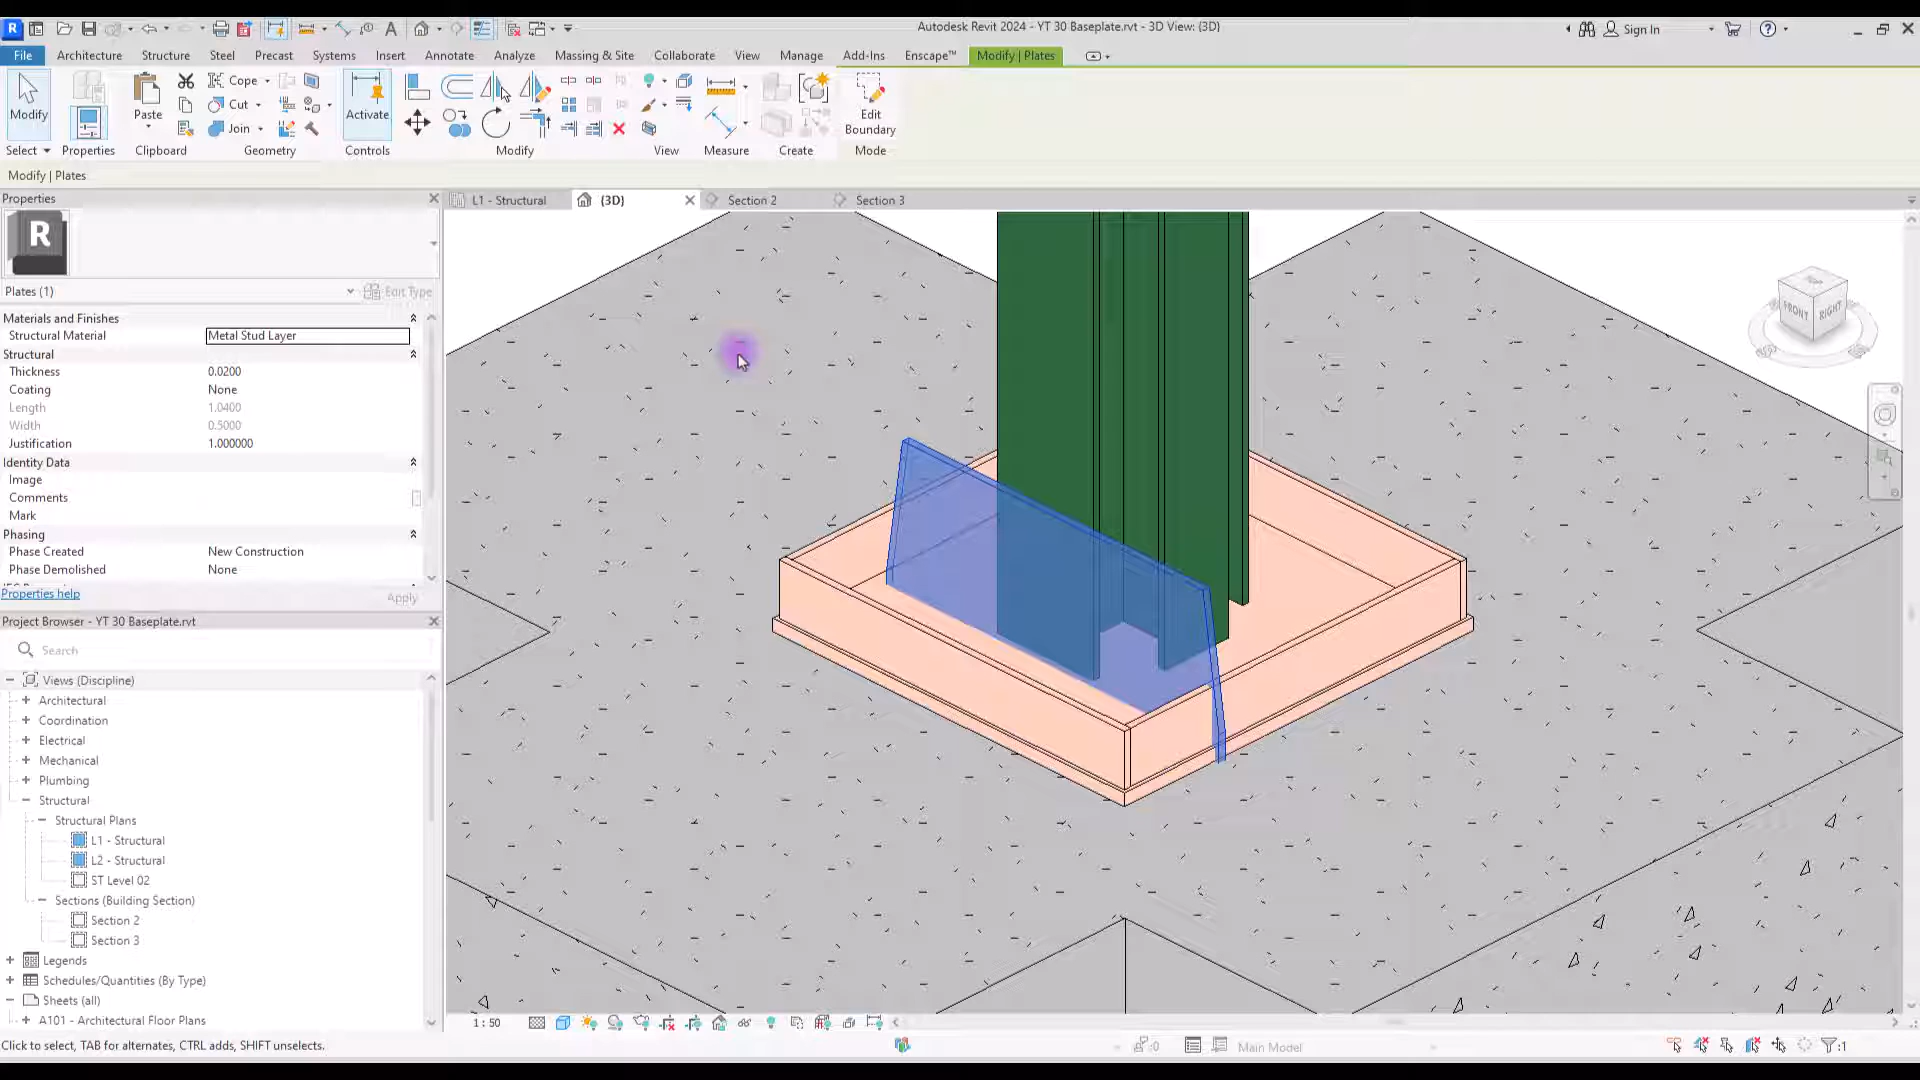 Autodesk Revit 2024 - YT 30 Baseplate.rvt - 3D View: {3D}
Sign In
File
Architecture
Structure
Steel
Precast
Systems
Insert
Annotate
Analyze
Massing & Site
Collaborate
View
Manage
Add-Ins
Enscape™
Modify | Plates
Modify
Paste
Cope
Cut
Join
Activate
Edit
Boundary
Select
Properties
Clipboard
Geometry
Controls
Modify
View
Measure
Create
Mode
Modify | Plates
Properties
L1 - Structural
{3D}
Section 2
Section 3
R
Plates (1)
Edit Type
Materials and Finishes
Structural Material Metal Stud Layer
Structural
Thickness 0.0200
Coating None
Length 1.0400
Width 0.5000
Justification 1.000000
Identity Data
Image
Comments
Mark
Phasing
Phase Created New Construction
Phase Demolished None
Properties help
Apply
FRONT
RIGHT
Project Browser - YT 30 Baseplate.rvt
Search
Views (Discipline)
Architectural
Coordination
Electrical
Mechanical
Plumbing
Structural
Structural Plans
L1 - Structural
L2 - Structural
ST Level 02
Sections (Building Section)
Section 2
Section 3
Legends
Schedules/Quantities (By Type)
Sheets (all)
A101 - Architectural Floor Plans
1 : 50
Click to select, TAB for alternates, CTRL adds, SHIFT unselects.
:0
Main Model
:1